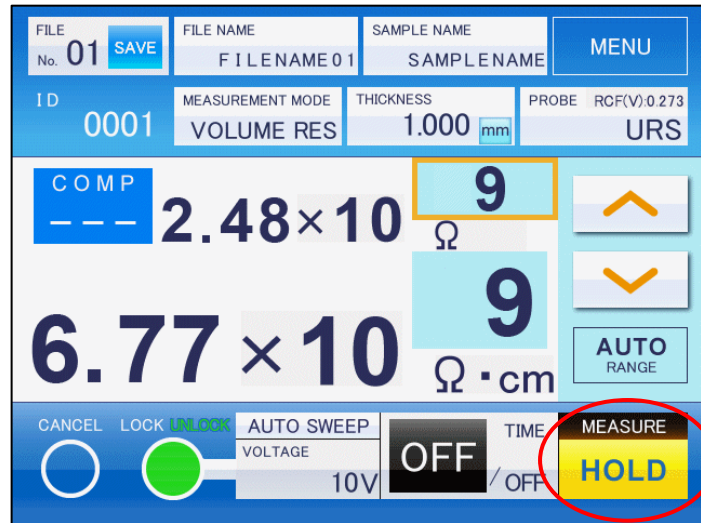 FILE
No. 01 SAVE
FILE NAME
FILENAME01
SAMPLE NAME
SAMPLENAME
MENU
ID
0001
MEASUREMENT MODE
VOLUME RES
THICKNESS
1.000 mm
PROBE RCF(V):0.273
URS
COMP
---
2.48×10 9
Ω
6.77×10 9
Ω・cm
AUTO
RANGE
CANCEL LOCK UNLOCK
AUTO SWEEP
VOLTAGE
10V
OFF
TIME
/OFF
MEASURE
HOLD